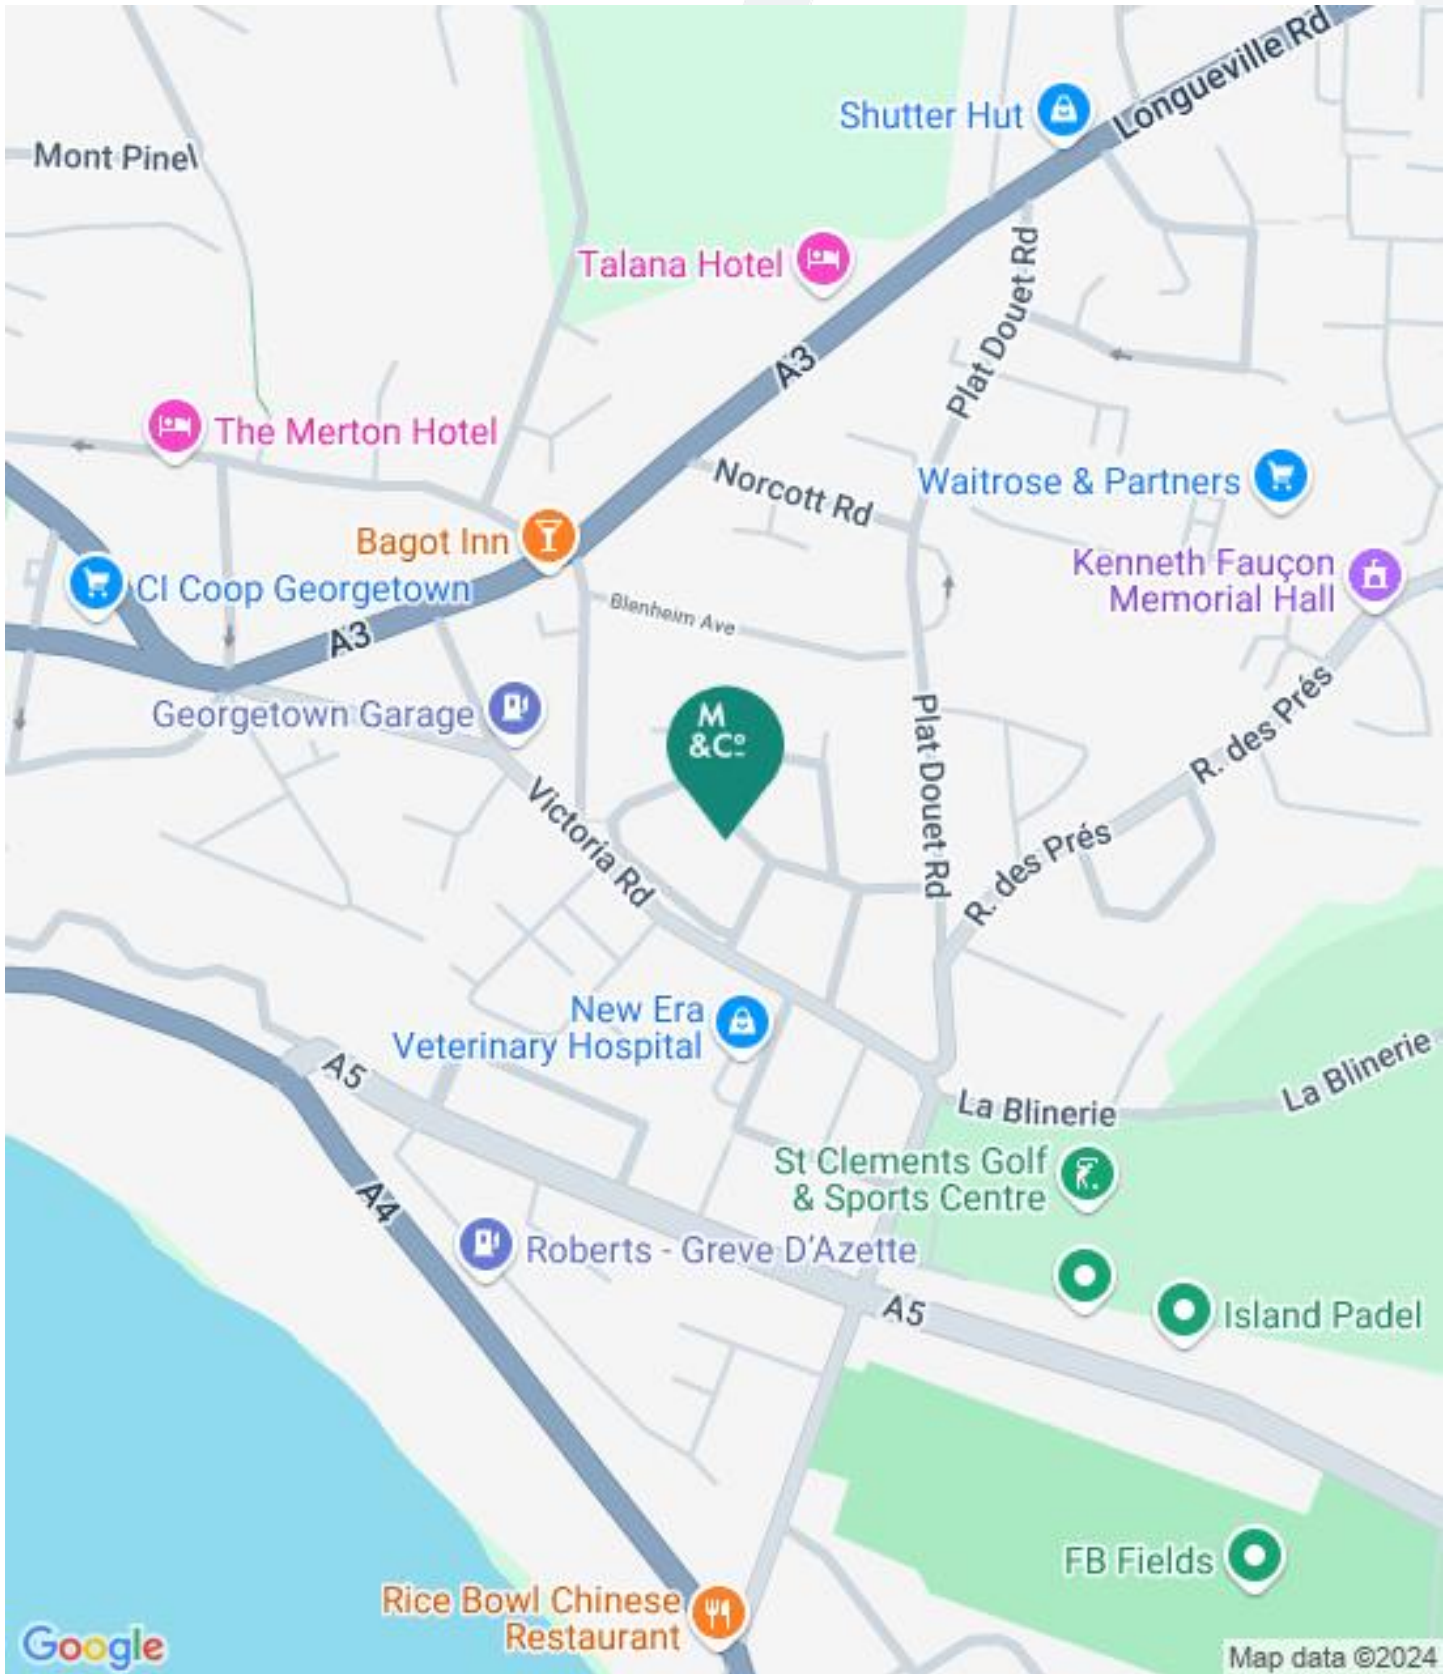 Longueville Rd
Shutter Hut
Mont Pinel
Talana Hotel
Plat Douet Rd
A3
The Merton Hotel
Norcott Rd
Waitrose & Partners
Bagot Inn
Kenneth Fauçon
Memorial Hall
CI Coop Georgetown
Blenheim Ave
A3
Georgetown Garage
M
&Cº
R. des Prés
Plat Douet Rd
Victoria Rd
R. des Prés
New Era
Veterinary Hospital
A5
La Blinerie
La Blinerie
St Clements Golf
& Sports Centre
A4
Roberts - Greve D'Azette
A5
Island Padel
FB Fields
Rice Bowl Chinese
Restaurant
Google
Map data ©2024